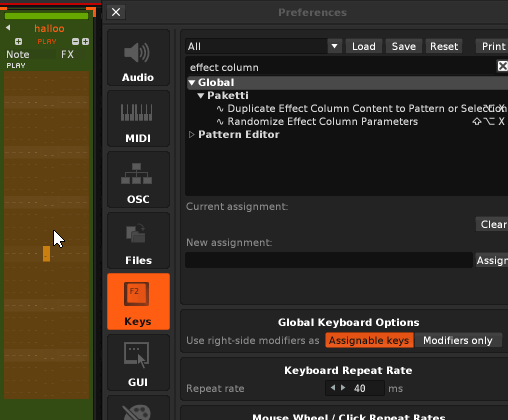 halloo
PLAY
Note FX
PLAY
Preferences
Audio
MIDI
OSC
Files
F2
Keys
GUI
All Load Save Reset Print
effect column
Global
Paketti
Duplicate Effect Column Content to Pattern or Selection
Randomize Effect Column Parameters ⇧⌥ X
Pattern Editor
Current assignment:
Clear
New assignment:
Assign
Global Keyboard Options
Use right-side modifiers as Assignable keys Modifiers only
Keyboard Repeat Rate
Repeat rate 40 ms
Mouse Wheel / Click Repeat Rates